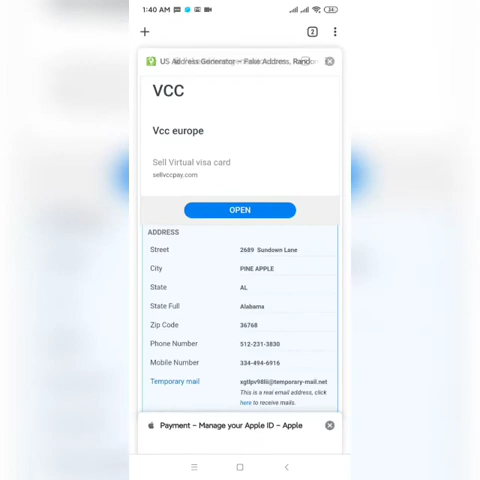 1:40 AM
24
2
US Address Generator - Fake Address, Random
VCC
Vcc europe
Sell Virtual visa card
sellvccpay.com
OPEN
ADDRESS
Street 2689 Sundown Lane
City PINE APPLE
State AL
State Full Alabama
Zip Code 36768
Phone Number 512-231-3830
Mobile Number 334-494-6916
Temporary mail xgtlpv98lii@temporary-mail.net
This is a real email address, click
here to receive mails.
Payment – Manage your Apple ID – Apple